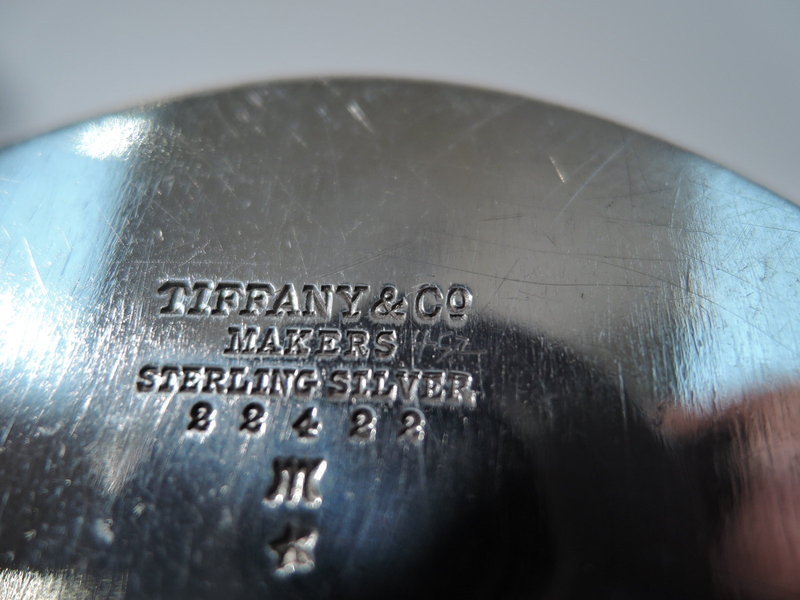 TIFFANY & Cº
MAKERS
STERLING SILVER
22422
M